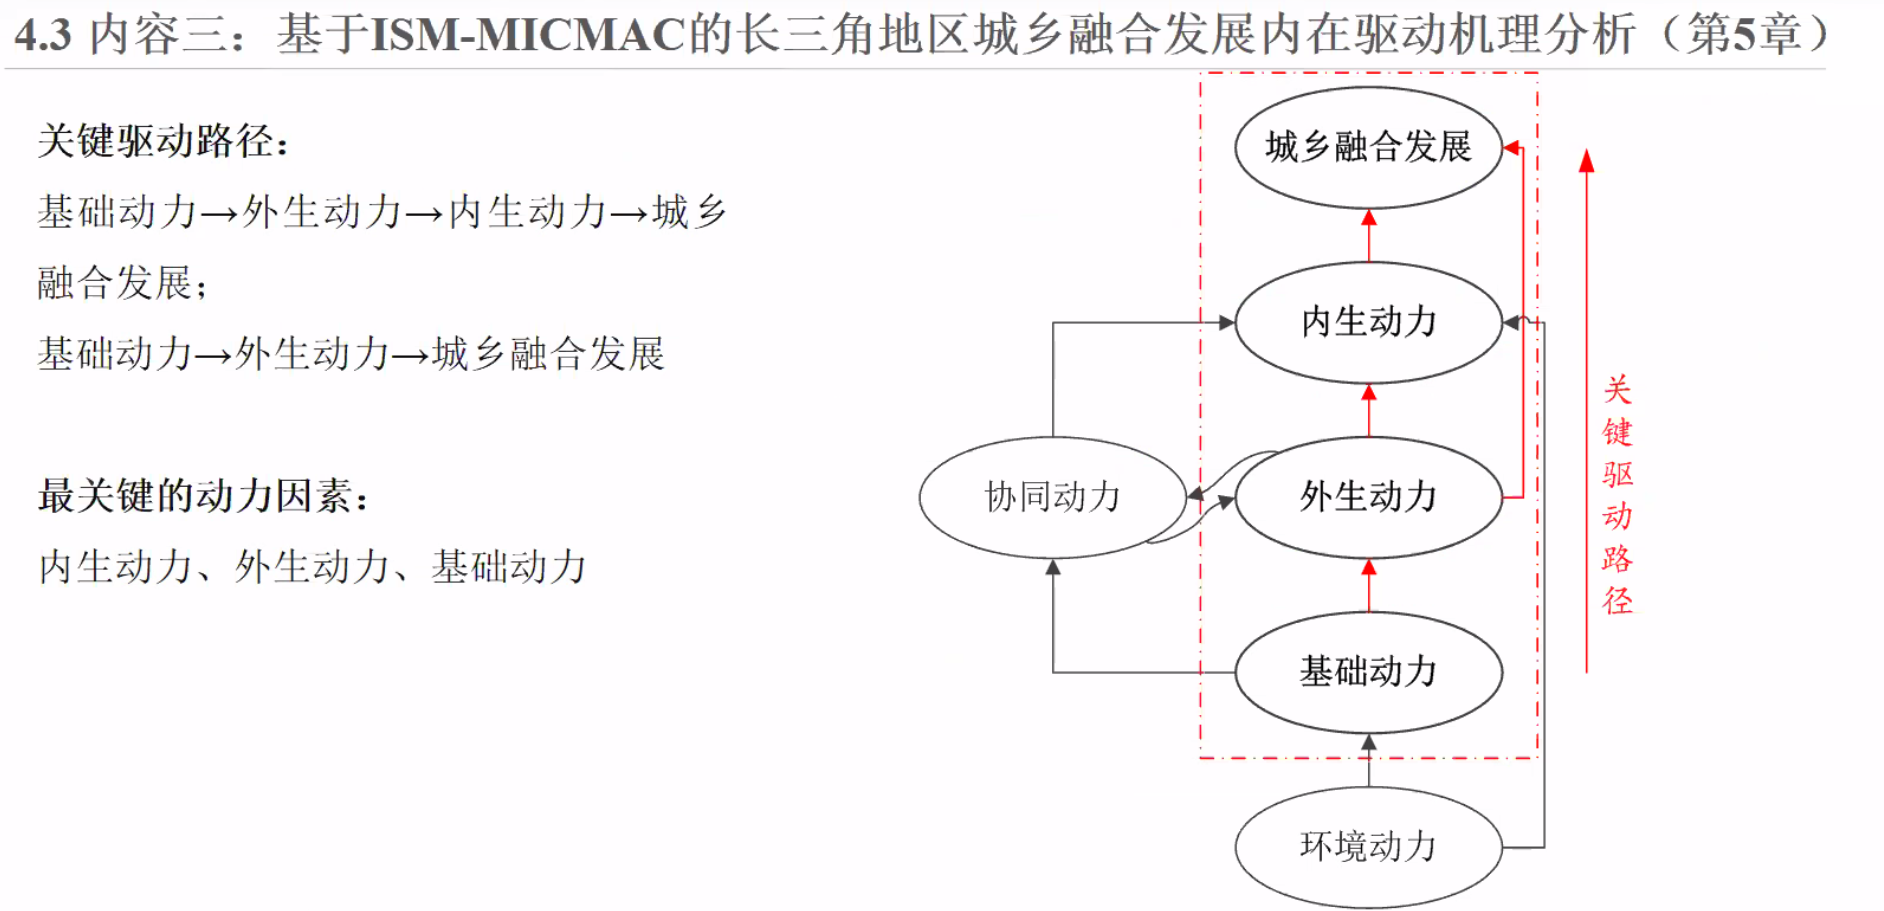 4.3 内容三：基于ISM-MICMAC的长三角地区城乡融合发展内在驱动机理分析（第5章）
关键驱动路径：
基础动力→外生动力→内生动力→城乡
融合发展；
基础动力→外生动力→城乡融合发展
最关键的动力因素：
内生动力、外生动力、基础动力
城乡融合发展
内生动力
协同动力
外生动力
基础动力
环境动力
关键驱动路径